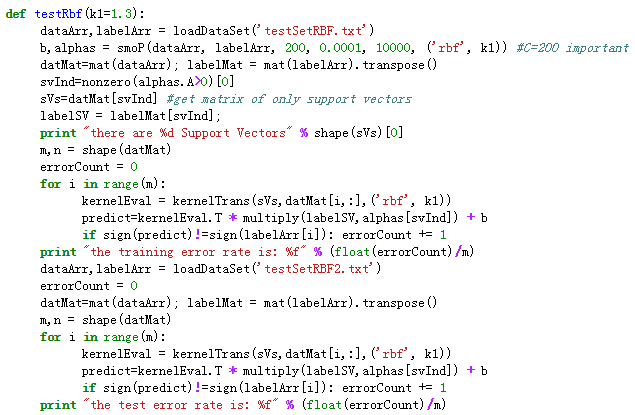 def testRbf(k1=1.3):
    dataArr,labelArr = loadDataSet('testSetRBF.txt')
    b,alphas = smoP(dataArr, labelArr, 200, 0.0001, 10000, ('rbf', k1)) #C=200 important
    datMat=mat(dataArr); labelMat = mat(labelArr).transpose()
    svInd=nonzero(alphas.A>0)[0]
    sVs=datMat[svInd] #get matrix of only support vectors
    labelSV = labelMat[svInd];
    print "there are %d Support Vectors" % shape(sVs)[0]
    m,n = shape(datMat)
    errorCount = 0
    for i in range(m):
        kernelEval = kernelTrans(sVs,datMat[i,:],('rbf', k1))
        predict=kernelEval.T * multiply(labelSV,alphas[svInd]) + b
        if sign(predict)!=sign(labelArr[i]): errorCount += 1
    print "the training error rate is: %f" % (float(errorCount)/m)
    dataArr,labelArr = loadDataSet('testSetRBF2.txt')
    errorCount = 0
    datMat=mat(dataArr); labelMat = mat(labelArr).transpose()
    m,n = shape(datMat)
    for i in range(m):
        kernelEval = kernelTrans(sVs,datMat[i,:],('rbf', k1))
        predict=kernelEval.T * multiply(labelSV,alphas[svInd]) + b
        if sign(predict)!=sign(labelArr[i]): errorCount += 1
    print "the test error rate is: %f" % (float(errorCount)/m)